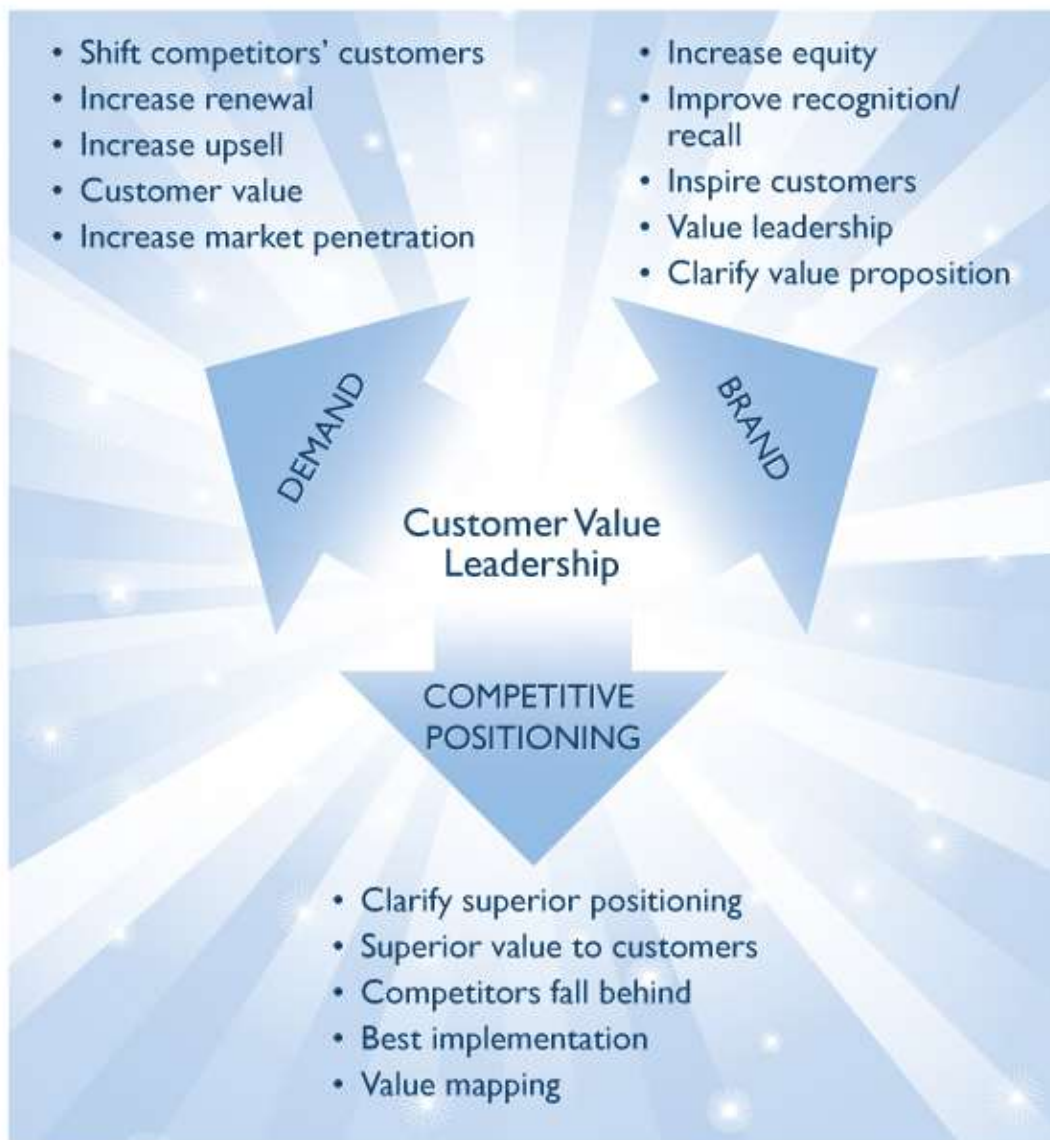 • Shift competitors’ customers
• Increase renewal
• Increase upsell
• Customer value
• Increase market penetration
• Increase equity
• Improve recognition/
recall
• Inspire customers
• Value leadership
• Clarify value proposition
DEMAND
BRAND
Customer Value
Leadership
COMPETITIVE
POSITIONING
• Clarify superior positioning
• Superior value to customers
• Competitors fall behind
• Best implementation
• Value mapping